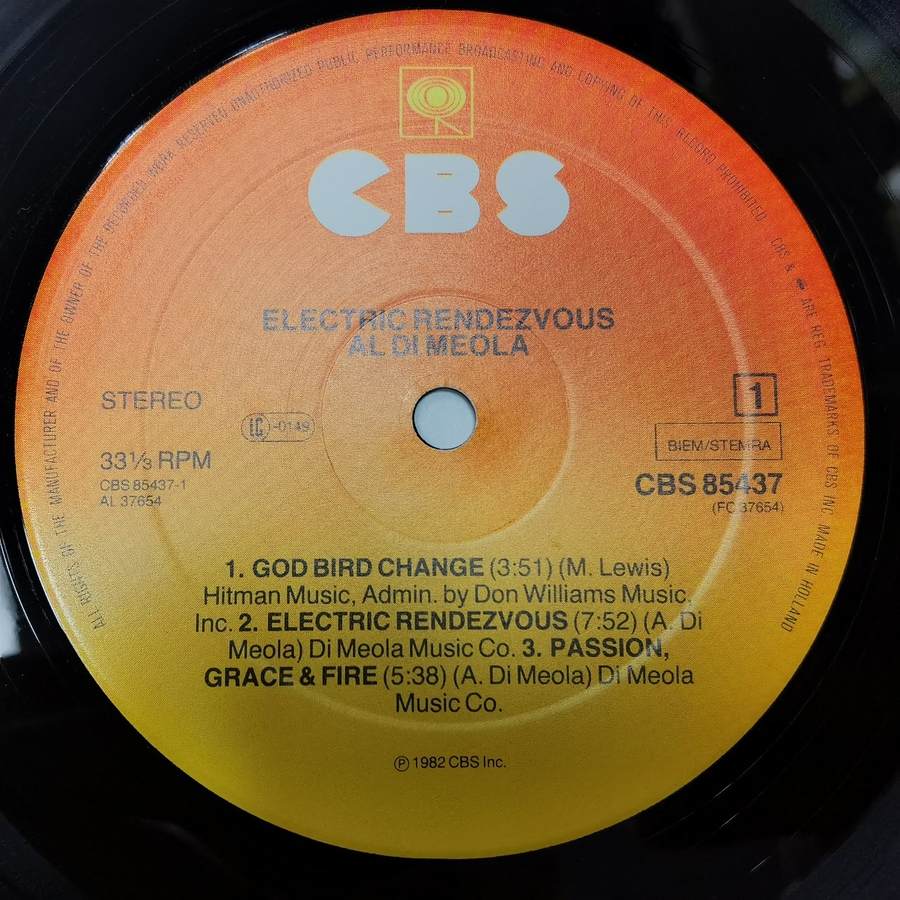 ALL RIGHTS OF THE MANUFACTURER AND OF THE OWNER OF THE RECORDED WORK RESERVED UNAUTHORIZED PUBLIC PERFORMANCE BROADCASTING AND COPYING OF THIS RECORD PROHIBITED
CBS & ARE REG. TRADEMARKS OF CBS INC MADE IN HOLLAND
CBS
ELECTRIC RENDEZVOUS
AL DI MEOLA
STEREO
1
LC-0149
BIEM/STEMRA
33⅓ RPM
CBS 85437
CBS 85437-1
(FC 37654)
AL 37654
1. GOD BIRD CHANGE (3:51) (M. Lewis)
Hitman Music, Admin. by Don Williams Music.
Inc. 2. ELECTRIC RENDEZVOUS (7:52) (A. Di
Meola) Di Meola Music Co. 3. PASSION,
GRACE & FIRE (5:38) (A. Di Meola) Di Meola
Music Co.
℗ 1982 CBS Inc.